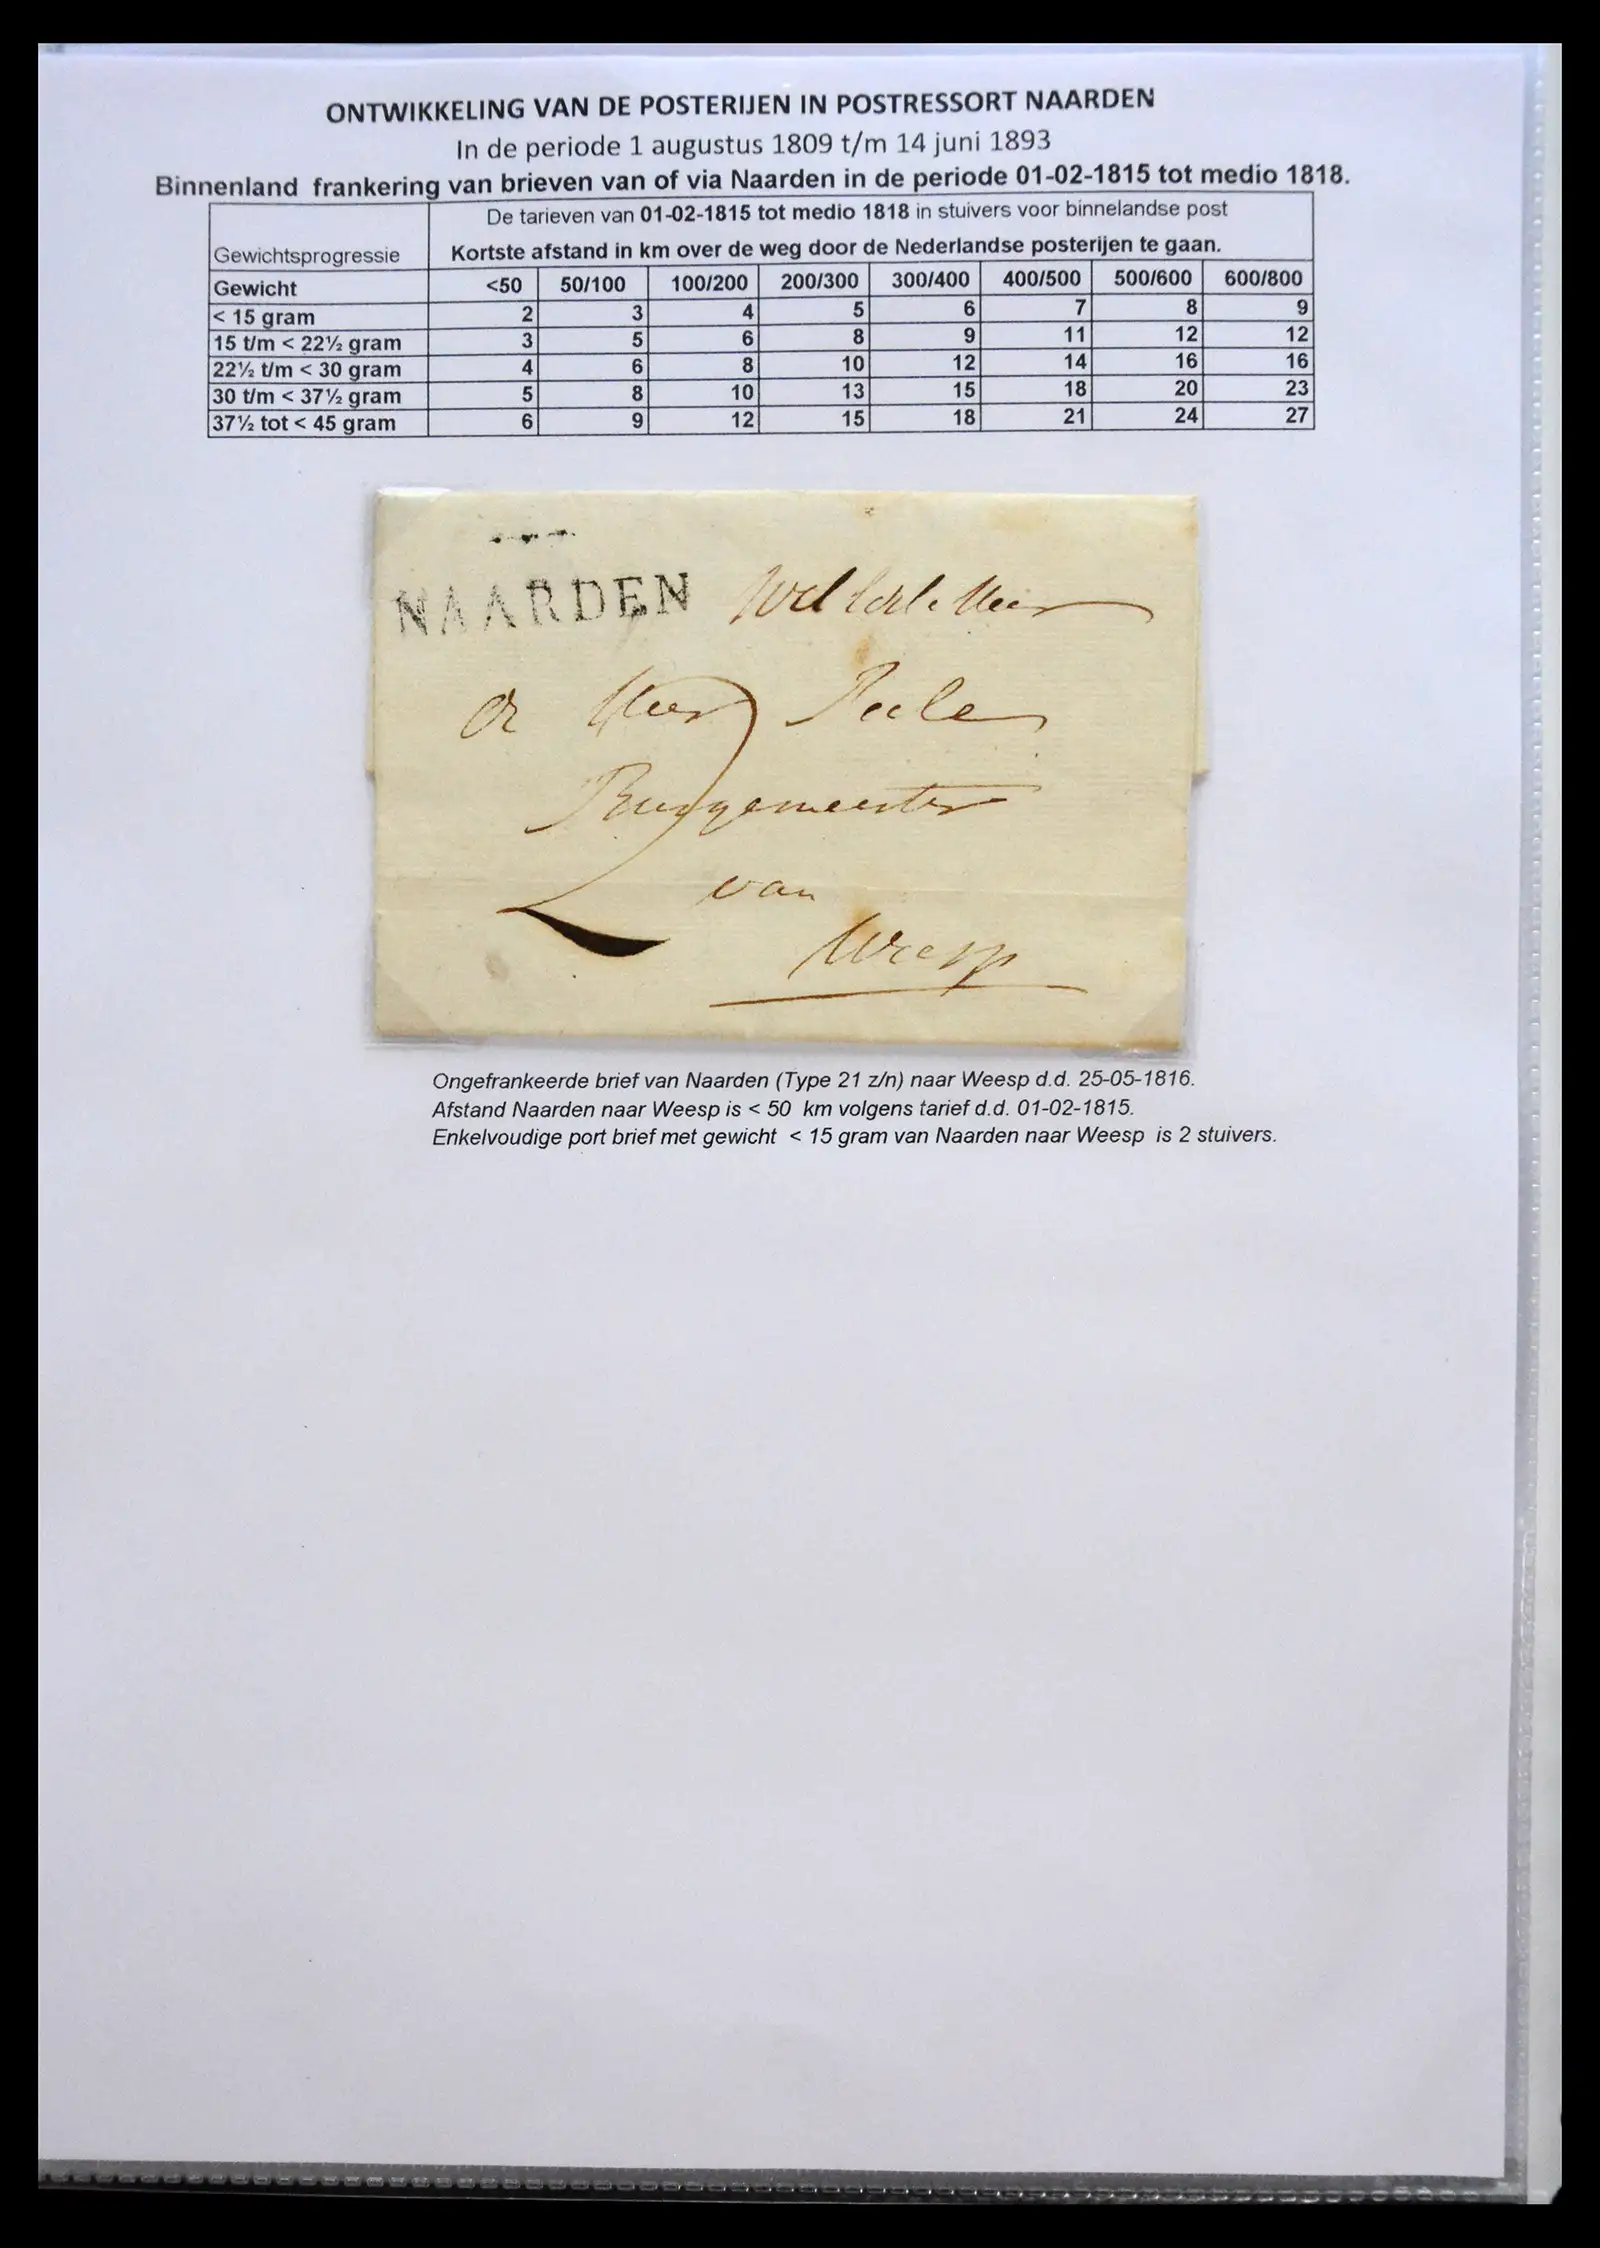 ONTWIKKELING VAN DE POSTERIJEN IN POSTRESSORT NAARDEN
In de periode 1 augustus 1809 t/m 14 juni 1893
Binnenland frankering van brieven van of via Naarden in de periode 01-02-1815 tot medio 1818.
De tarieven van 01-02-1815 tot medio 1818 in stuivers voor binnelandse post
Gewichtsprogressie Kortste afstand in km over de weg door de Nederlandse posterijen te gaan.
Gewicht <50 50/100 100/200 200/300 300/400 400/500 500/600 600/800
< 15 gram 2 3 4 5 6 7 8 9
15 t/m < 22½ gram 3 5 6 8 9 11 12 12
22½ t/m < 30 gram 4 6 8 10 12 14 16 16
30 t/m < 37½ gram 5 8 10 13 15 18 20 23
37½ tot < 45 gram 6 9 12 15 18 21 24 27
NAARDEN
Heer
Burgemeester
van
Weesp
2
Ongefrankeerde brief van Naarden (Type 21 z/n) naar Weesp d.d. 25-05-1816.
Afstand Naarden naar Weesp is < 50 km volgens tarief d.d. 01-02-1815.
Enkelvoudige port brief met gewicht < 15 gram van Naarden naar Weesp is 2 stuivers.